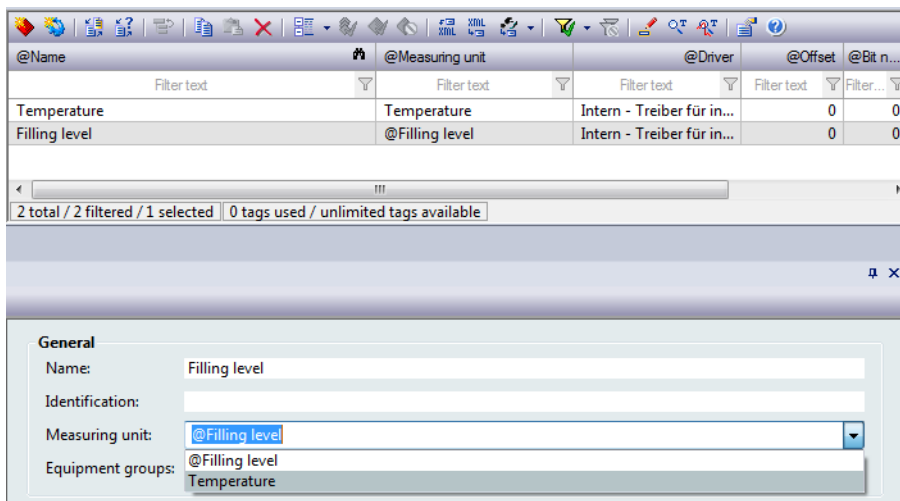 @Name @Measuring unit @Driver @Offset @Bit n...
Filter text Filter text Filter text Filter text Filter...
Temperature Temperature Intern - Treiber für in... 0 0
Filling level @Filling level Intern - Treiber für in... 0 0
2 total / 2 filtered / 1 selected 0 tags used / unlimited tags available
General
Name: Filling level
Identification:
Measuring unit: @Filling level
Equipment groups: @Filling level
Temperature